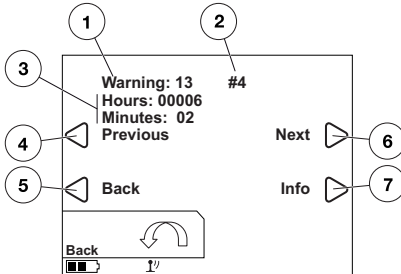 1
2
3
Warning: 13 #4
Hours: 00006
Minutes: 02
4
Previous
Next
6
5
Back
Info
7
Back